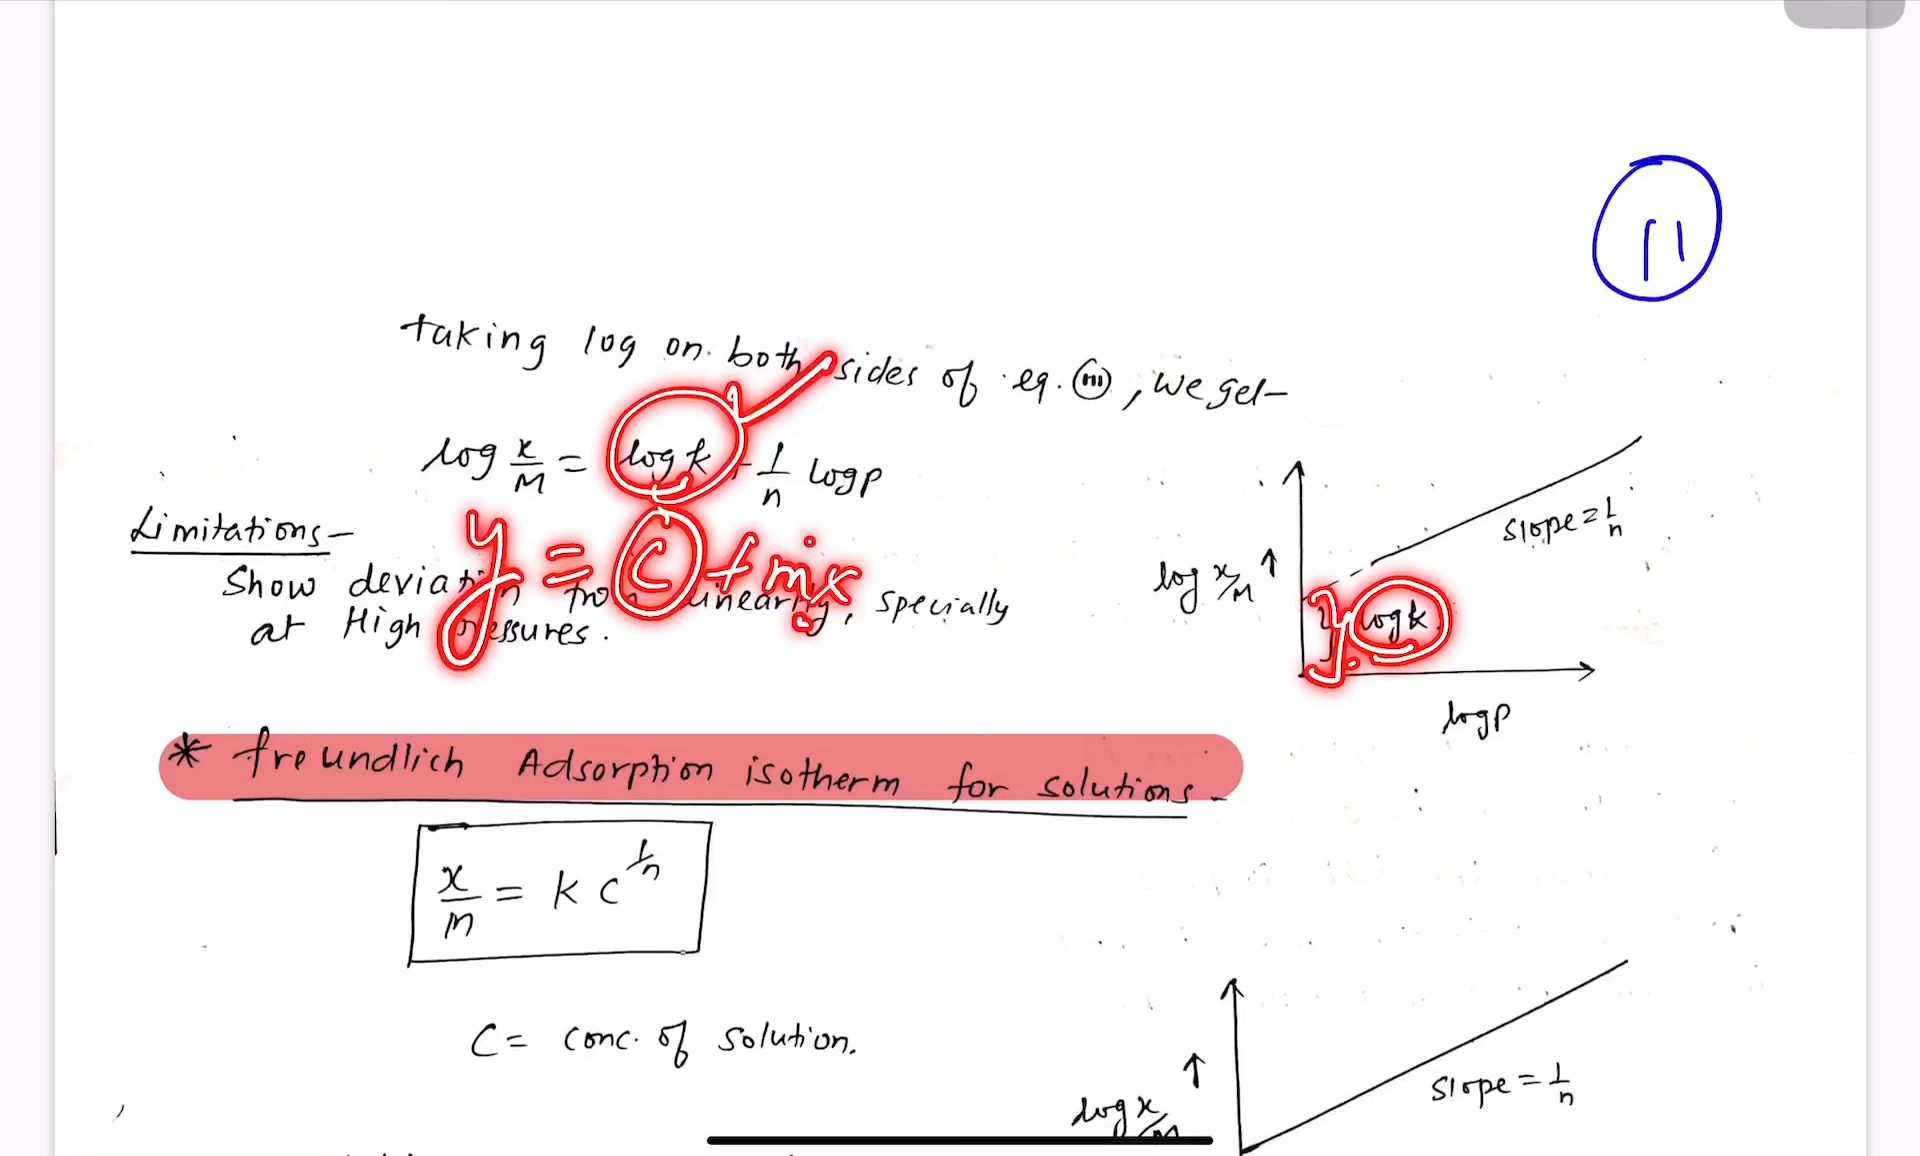 11
taking log on both sides of eq. (iii), we get-
log x/M = log k + 1/n log P
y = c + mx
Limitations-
Show deviation from linearity, specially
at High pressures.
slope = 1/n
log x/M ↑
log k
log P
* freundlich Adsorption isotherm for solutions-
x/m = k c^1/n
C = conc. of solution.
↑
slope = 1/n
log x/m